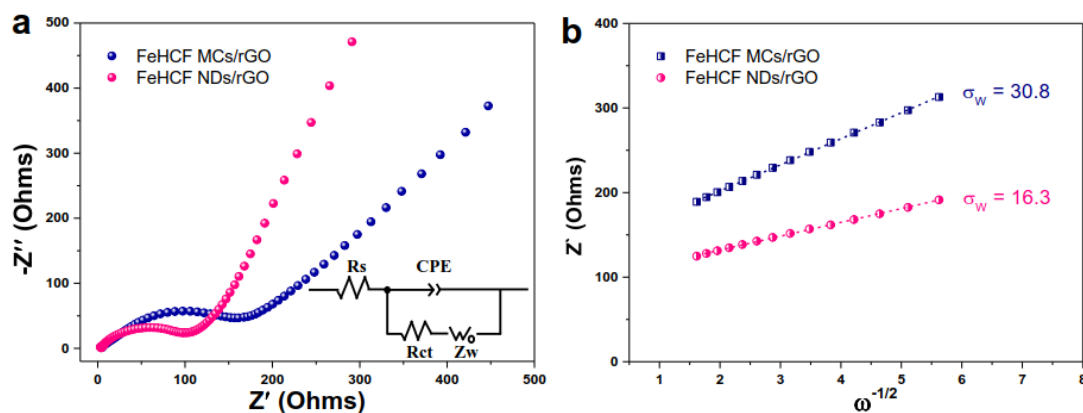 a
500
400
300
200
100
0
-Z′′ (Ohms)
FeHCF MCs/rGO
FeHCF NDs/rGO
Rs
CPE
Rct
Zw
0
100
200
300
400
500
Z′ (Ohms)
b
400
300
200
100
0
Z` (Ohms)
FeHCF MCs/rGO
FeHCF NDs/rGO
σW = 30.8
σW = 16.3
1
2
3
4
5
6
7
8
ω-1/2